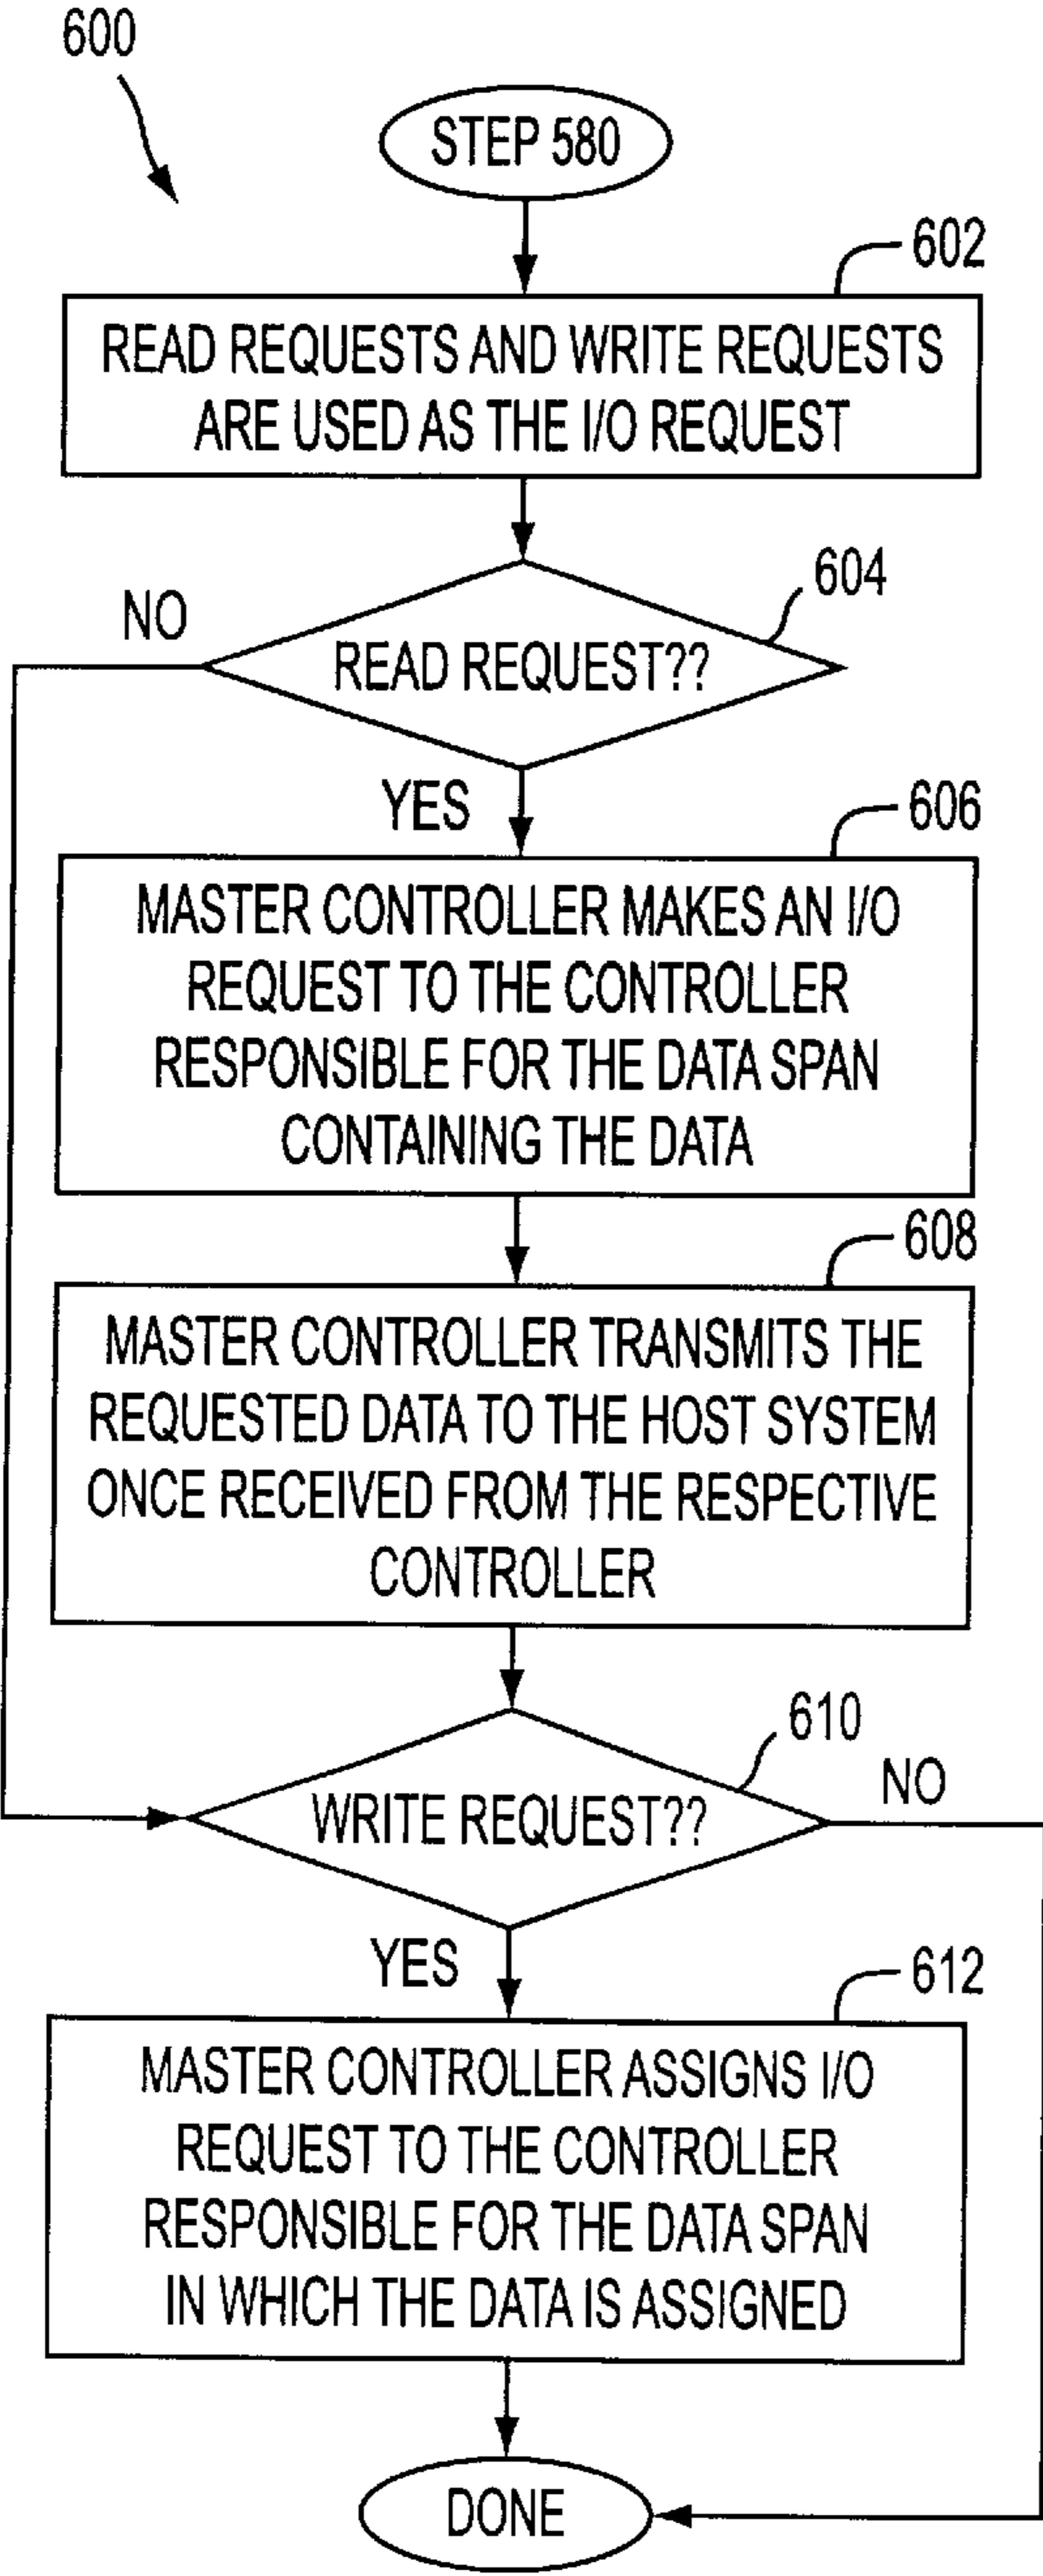 600
STEP 580
602
READ REQUESTS AND WRITE REQUESTS
ARE USED AS THE I/O REQUEST
604
NO
READ REQUEST??
YES
606
MASTER CONTROLLER MAKES AN I/O
REQUEST TO THE CONTROLLER
RESPONSIBLE FOR THE DATA SPAN
CONTAINING THE DATA
608
MASTER CONTROLLER TRANSMITS THE
REQUESTED DATA TO THE HOST SYSTEM
ONCE RECEIVED FROM THE RESPECTIVE
CONTROLLER
610
NO
WRITE REQUEST??
YES
612
MASTER CONTROLLER ASSIGNS I/O
REQUEST TO THE CONTROLLER
RESPONSIBLE FOR THE DATA SPAN
IN WHICH THE DATA IS ASSIGNED
DONE